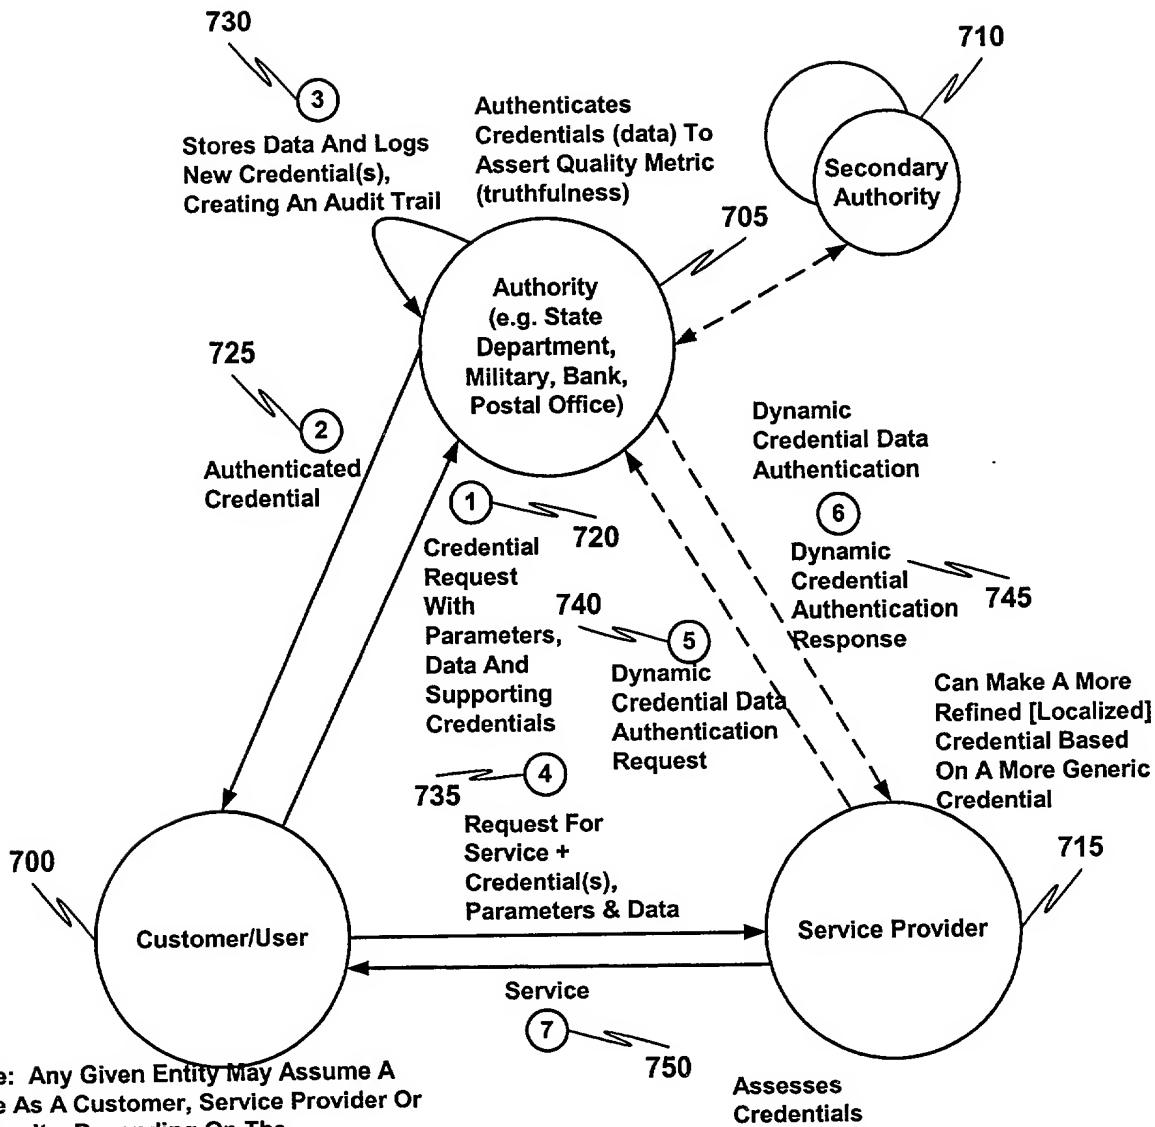 730
3
Stores Data And Logs
New Credential(s),
Creating An Audit Trail
Authenticates
Credentials (data) To
Assert Quality Metric
(truthfulness)
710
Secondary
Authority
705
Authority
(e.g. State
Department,
Military, Bank,
Postal Office)
725
2
Authenticated
Credential
1
720
Credential
Request
With
Parameters,
Data And
Supporting
Credentials
Dynamic
Credential Data
Authentication
6
Dynamic
Credential
Authentication
Response
745
740
5
Dynamic
Credential Data
Authentication
Request
Can Make A More
Refined [Localized]
Credential Based
On A More Generic
Credential
735
4
Request For
Service +
Credential(s),
Parameters & Data
700
Customer/User
715
Service Provider
Service
7
750
Assesses
Credentials
e: Any Given Entity May Assume A
e As A Customer, Service Provider Or